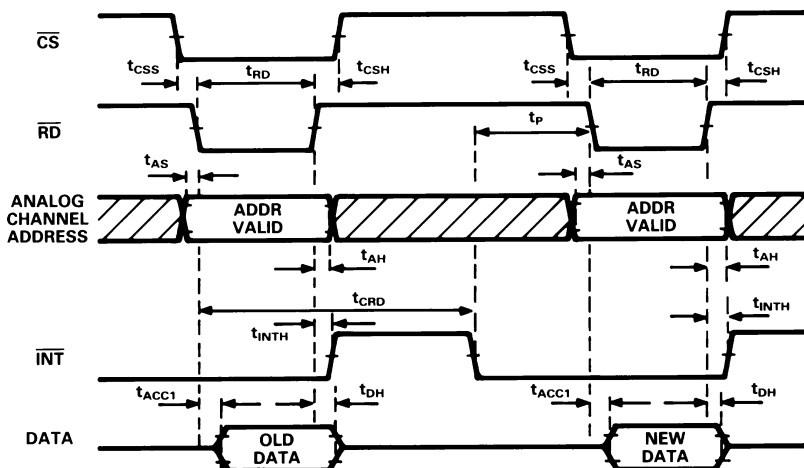 CS
tCSS tRD tCSH tCSS tRD tCSH
RD
tP
tAS tAS
ANALOG
CHANNEL
ADDRESS
ADDR
VALID
ADDR
VALID
tAH tAH
tCRD
tINTH tINTH
INT
tACC1 tDH tACC1 tDH
DATA
OLD
DATA
NEW
DATA